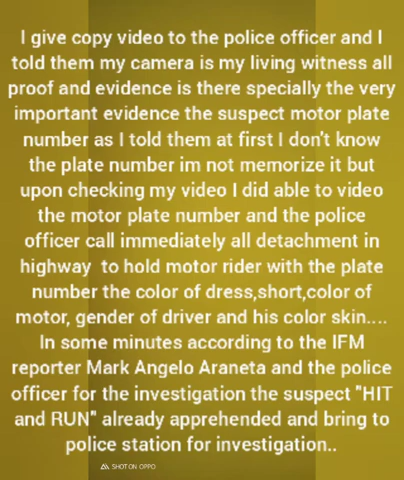 I give copy video to the police officer and I
told them my camera is my living witness all
proof and evidence is there specially the very
important evidence the suspect motor plate
number as I told them at first I don't know
the plate number im not memorize it but
upon checking my video I did able to video
the motor plate number and the police
officer call immediately all detachment in
highway to hold motor rider with the plate
number the color of dress,short,color of
motor, gender of driver and his color skin....
In some minutes according to the IFM
reporter Mark Angelo Araneta and the police
officer for the investigation the suspect "HIT
and RUN" already apprehended and bring to
police station for investigation..
SHOT ON OPPO